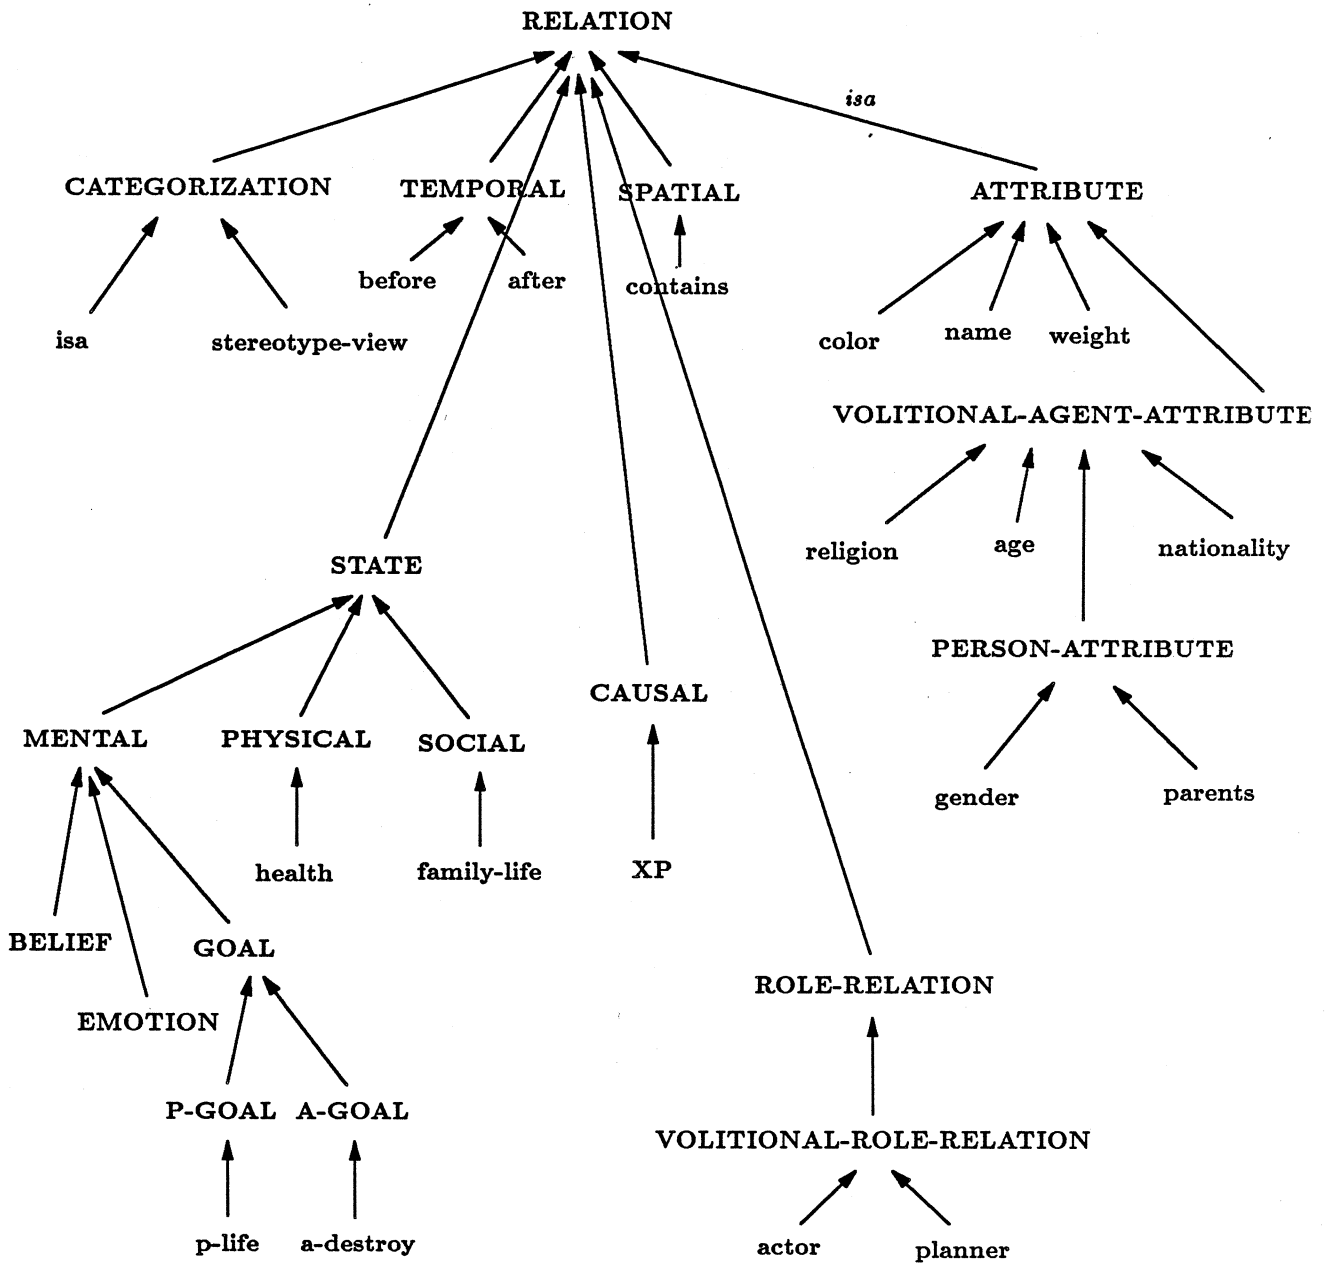 RELATION
isa
CATEGORIZATION
TEMPORAL
SPATIAL
ATTRIBUTE
before
after
contains
isa
stereotype-view
color
name
weight
VOLITIONAL-AGENT-ATTRIBUTE
religion
age
nationality
STATE
PERSON-ATTRIBUTE
CAUSAL
MENTAL
PHYSICAL
SOCIAL
gender
parents
health
family-life
XP
BELIEF
GOAL
EMOTION
ROLE-RELATION
P-GOAL
A-GOAL
VOLITIONAL-ROLE-RELATION
p-life
a-destroy
actor
planner